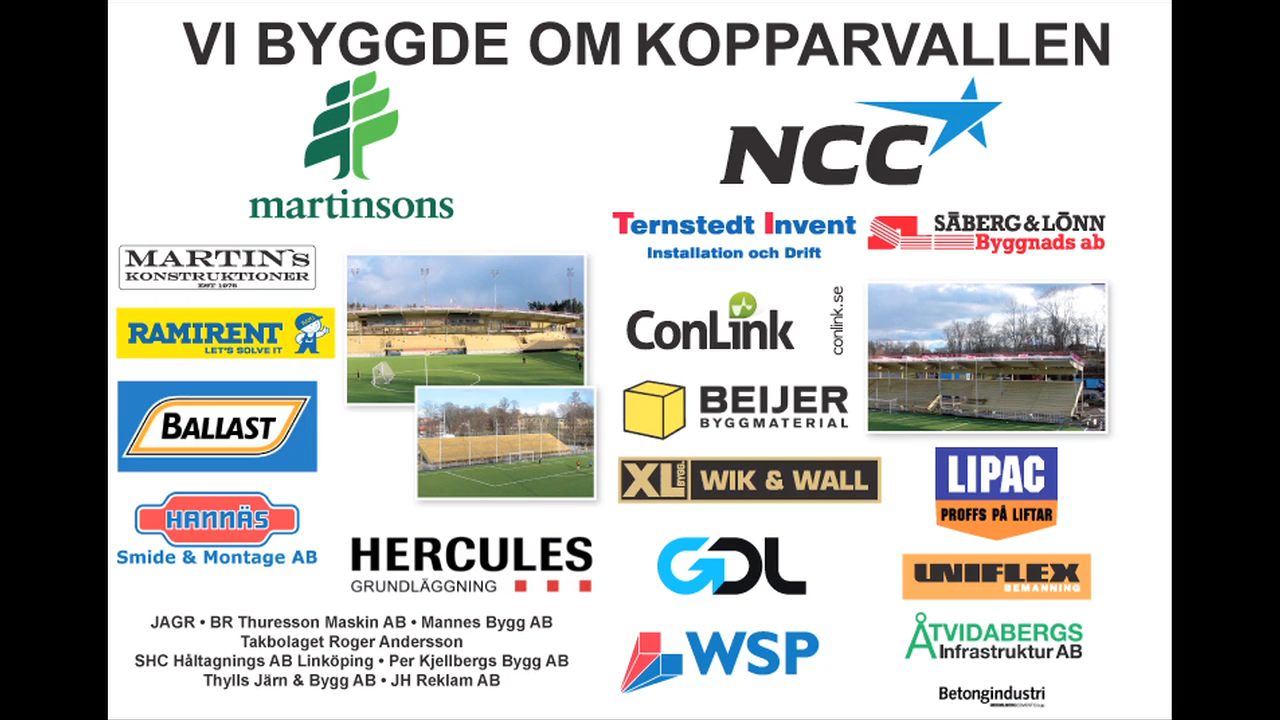 VI BYGGDE OM KOPPARVALLEN
martinsons
NCC
Ternstedt Invent
Installation och Drift
SÄBERG & LÖNN
Byggnads ab
MARTIN`s
KONSTRUKTIONER
EST 1976
RAMIRENT
LET'S SOLVE IT
ConLink
conlink.se
BALLAST
BEIJER
BYGGMATERIAL
XL BYGG.
WIK & WALL
LIPAC
PROFFS PÅ LIFTAR
HANNÄS
Smide & Montage AB
HERCULES
GRUNDLÄGGNING
GDL
UNIFLEX
BEMANNING
WSP
ÅTVIDABERGS
Infrastruktur AB
Betongindustri
JAGR • BR Thuresson Maskin AB • Mannes Bygg AB
Takbolaget Roger Andersson
SHC Håltagnings AB Linköping • Per Kjellbergs Bygg AB
Thylls Järn & Bygg AB • JH Reklam AB